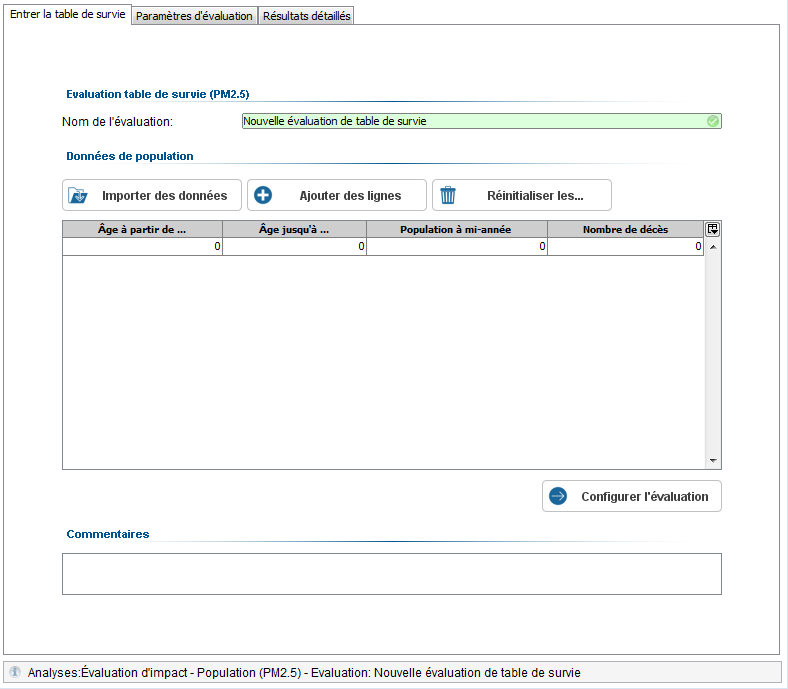 Entrer la table de survie Paramètres d'évaluation Résultats détaillés
Evaluation table de survie (PM2.5)
Nom de l'évaluation: Nouvelle évaluation de table de survie
Données de population
Importer des données Ajouter des lignes Réinitialiser les...
Âge à partir de ... Âge jusqu'à ... Population à mi-année Nombre de décès
0 0 0 0
Configurer l'évaluation
Commentaires
Analyses:Évaluation d'impact - Population (PM2.5) - Evaluation: Nouvelle évaluation de table de survie